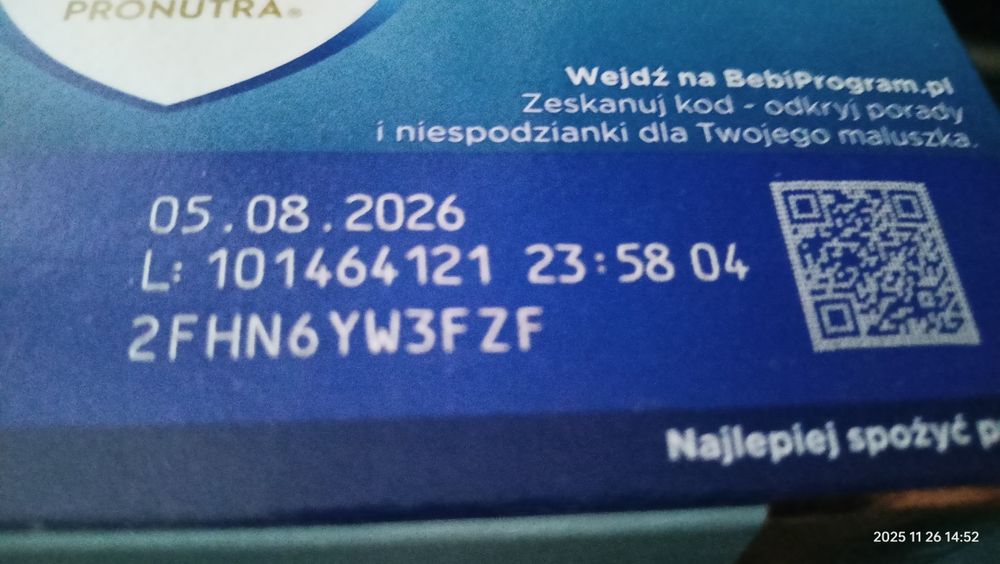 PRONUTRA®
Wejdź na BebiProgram.pl
Zeskanuj kod - odkryj porady
i niespodzianki dla Twojego maluszka.
05.08.2026
L: 101464121 23:58 04
2FHN6YW3FZF
Najlepiej spożyć p
2025 11 26 14:52